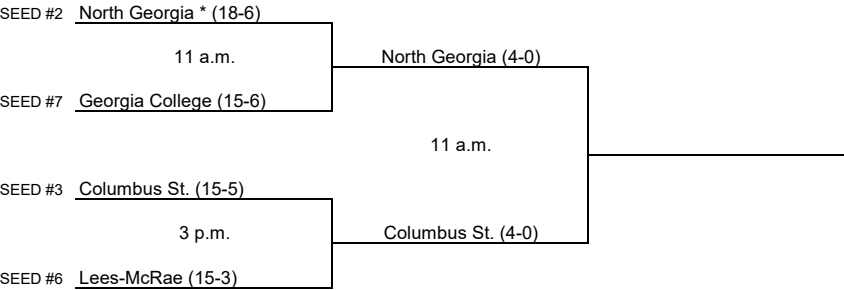 SEED #2 North Georgia * (18-6)
11 a.m.
North Georgia (4-0)
SEED #7 Georgia College (15-6)
11 a.m.
SEED #3 Columbus St. (15-5)
3 p.m.
Columbus St. (4-0)
SEED #6 Lees-McRae (15-3)